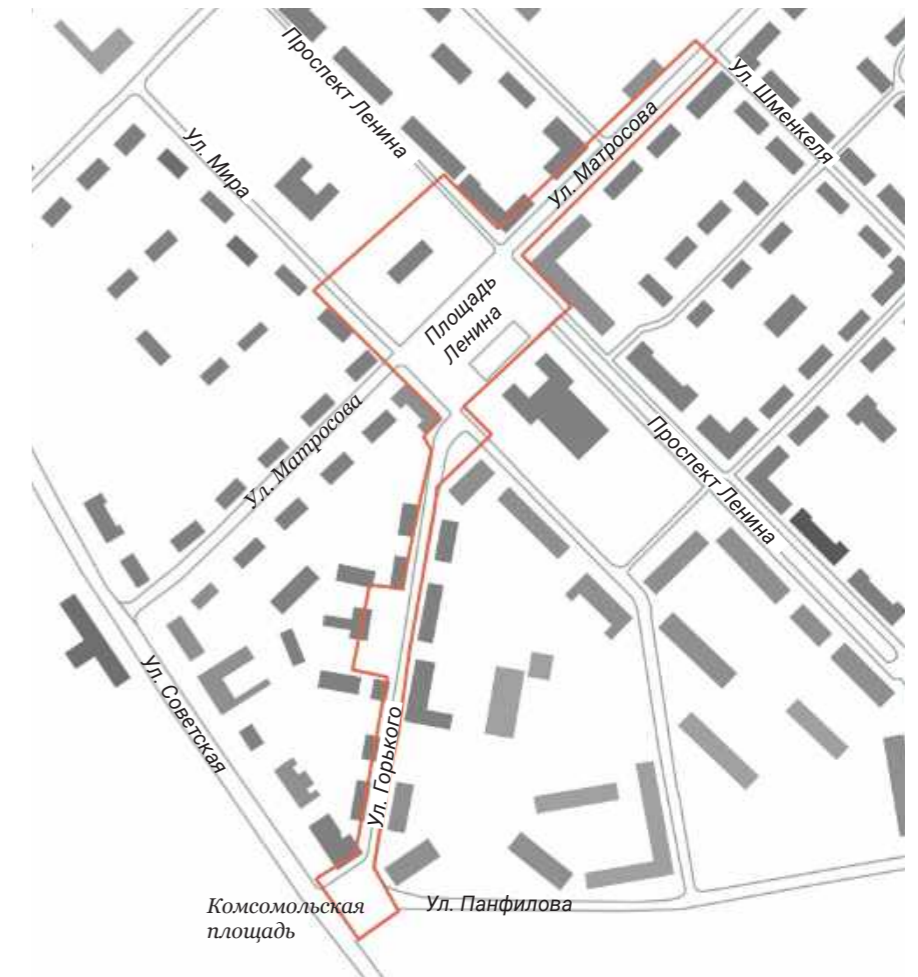 Проспект Ленина
Ул. Шменкеля
Ул. Матросова
Ул. Мира
Площадь
Ленина
Ул. Матросова
Проспект Ленина
Ул. Советская
Ул. Горького
Комсомольская
площадь
Ул. Панфилова